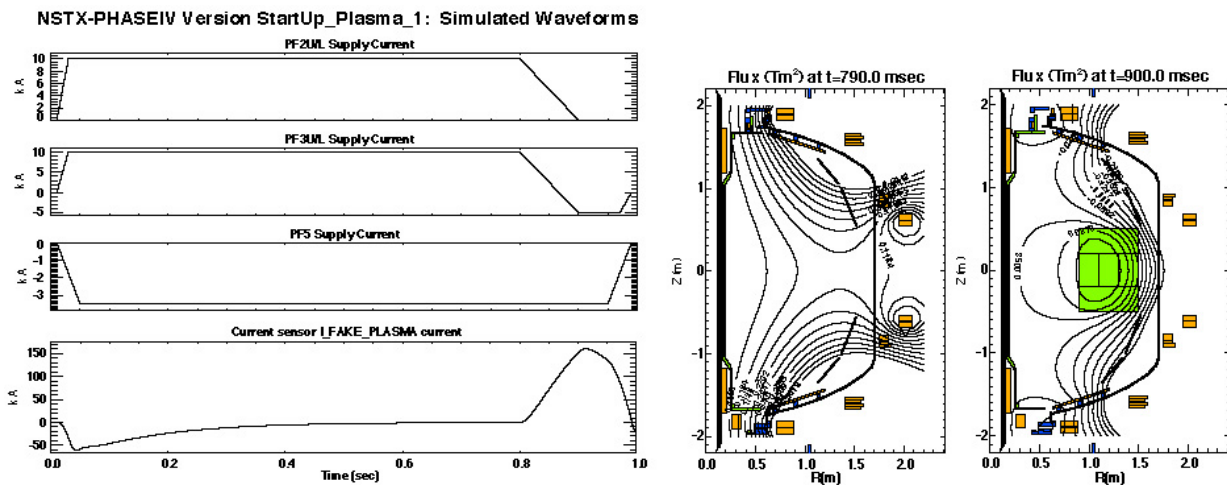 NSTX-PHASEIV Version StartUp_Plasma_1: Simulated Waveforms
PF2U/L Supply Current
10
8
6
4
2
0
kA
PF3U/L Supply Current
10
5
0
-5
kA
PF5 Supply Current
0
-1
-2
-3
kA
Current sensor I_FAKE_PLASMA current
150
100
50
0
-50
kA
0.0 0.2 0.4 0.6 0.8 1.0
Time (sec)
Flux (Tm²) at t=790.0 msec
2
1
0
-1
-2
Z(m)
0.1184
0.0 0.5 1.0 1.5 2.0
R(m)
Flux (Tm²) at t=900.0 msec
2
1
0
-1
-2
Z(m)
0.0 0.5 1.0 1.5 2.0
R(m)